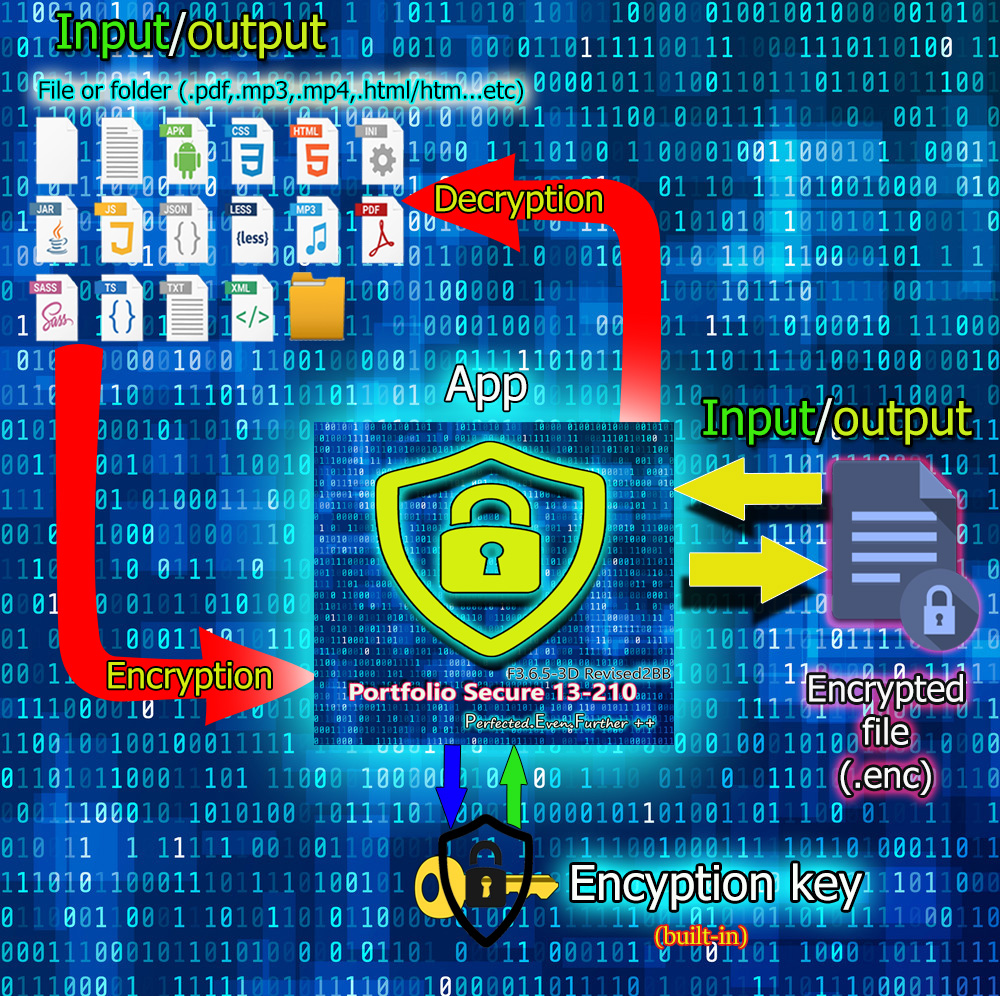 Input/output
File or folder (.pdf,.mp3,.mp4,.html/htm...etc)
APK
CSS
HTML
INI
JAR
JS
JSON
LESS
{less}
MP3
PDF
Decryption
SASS
Sass
TS
TXT
XML
App
Input/output
Encryption
F3.6.5-3D Revised2BB
Portfolio Secure 13-210
Perfected.Even.Further ++
Encrypted
file
(.enc)
Encyption key
(built-in)